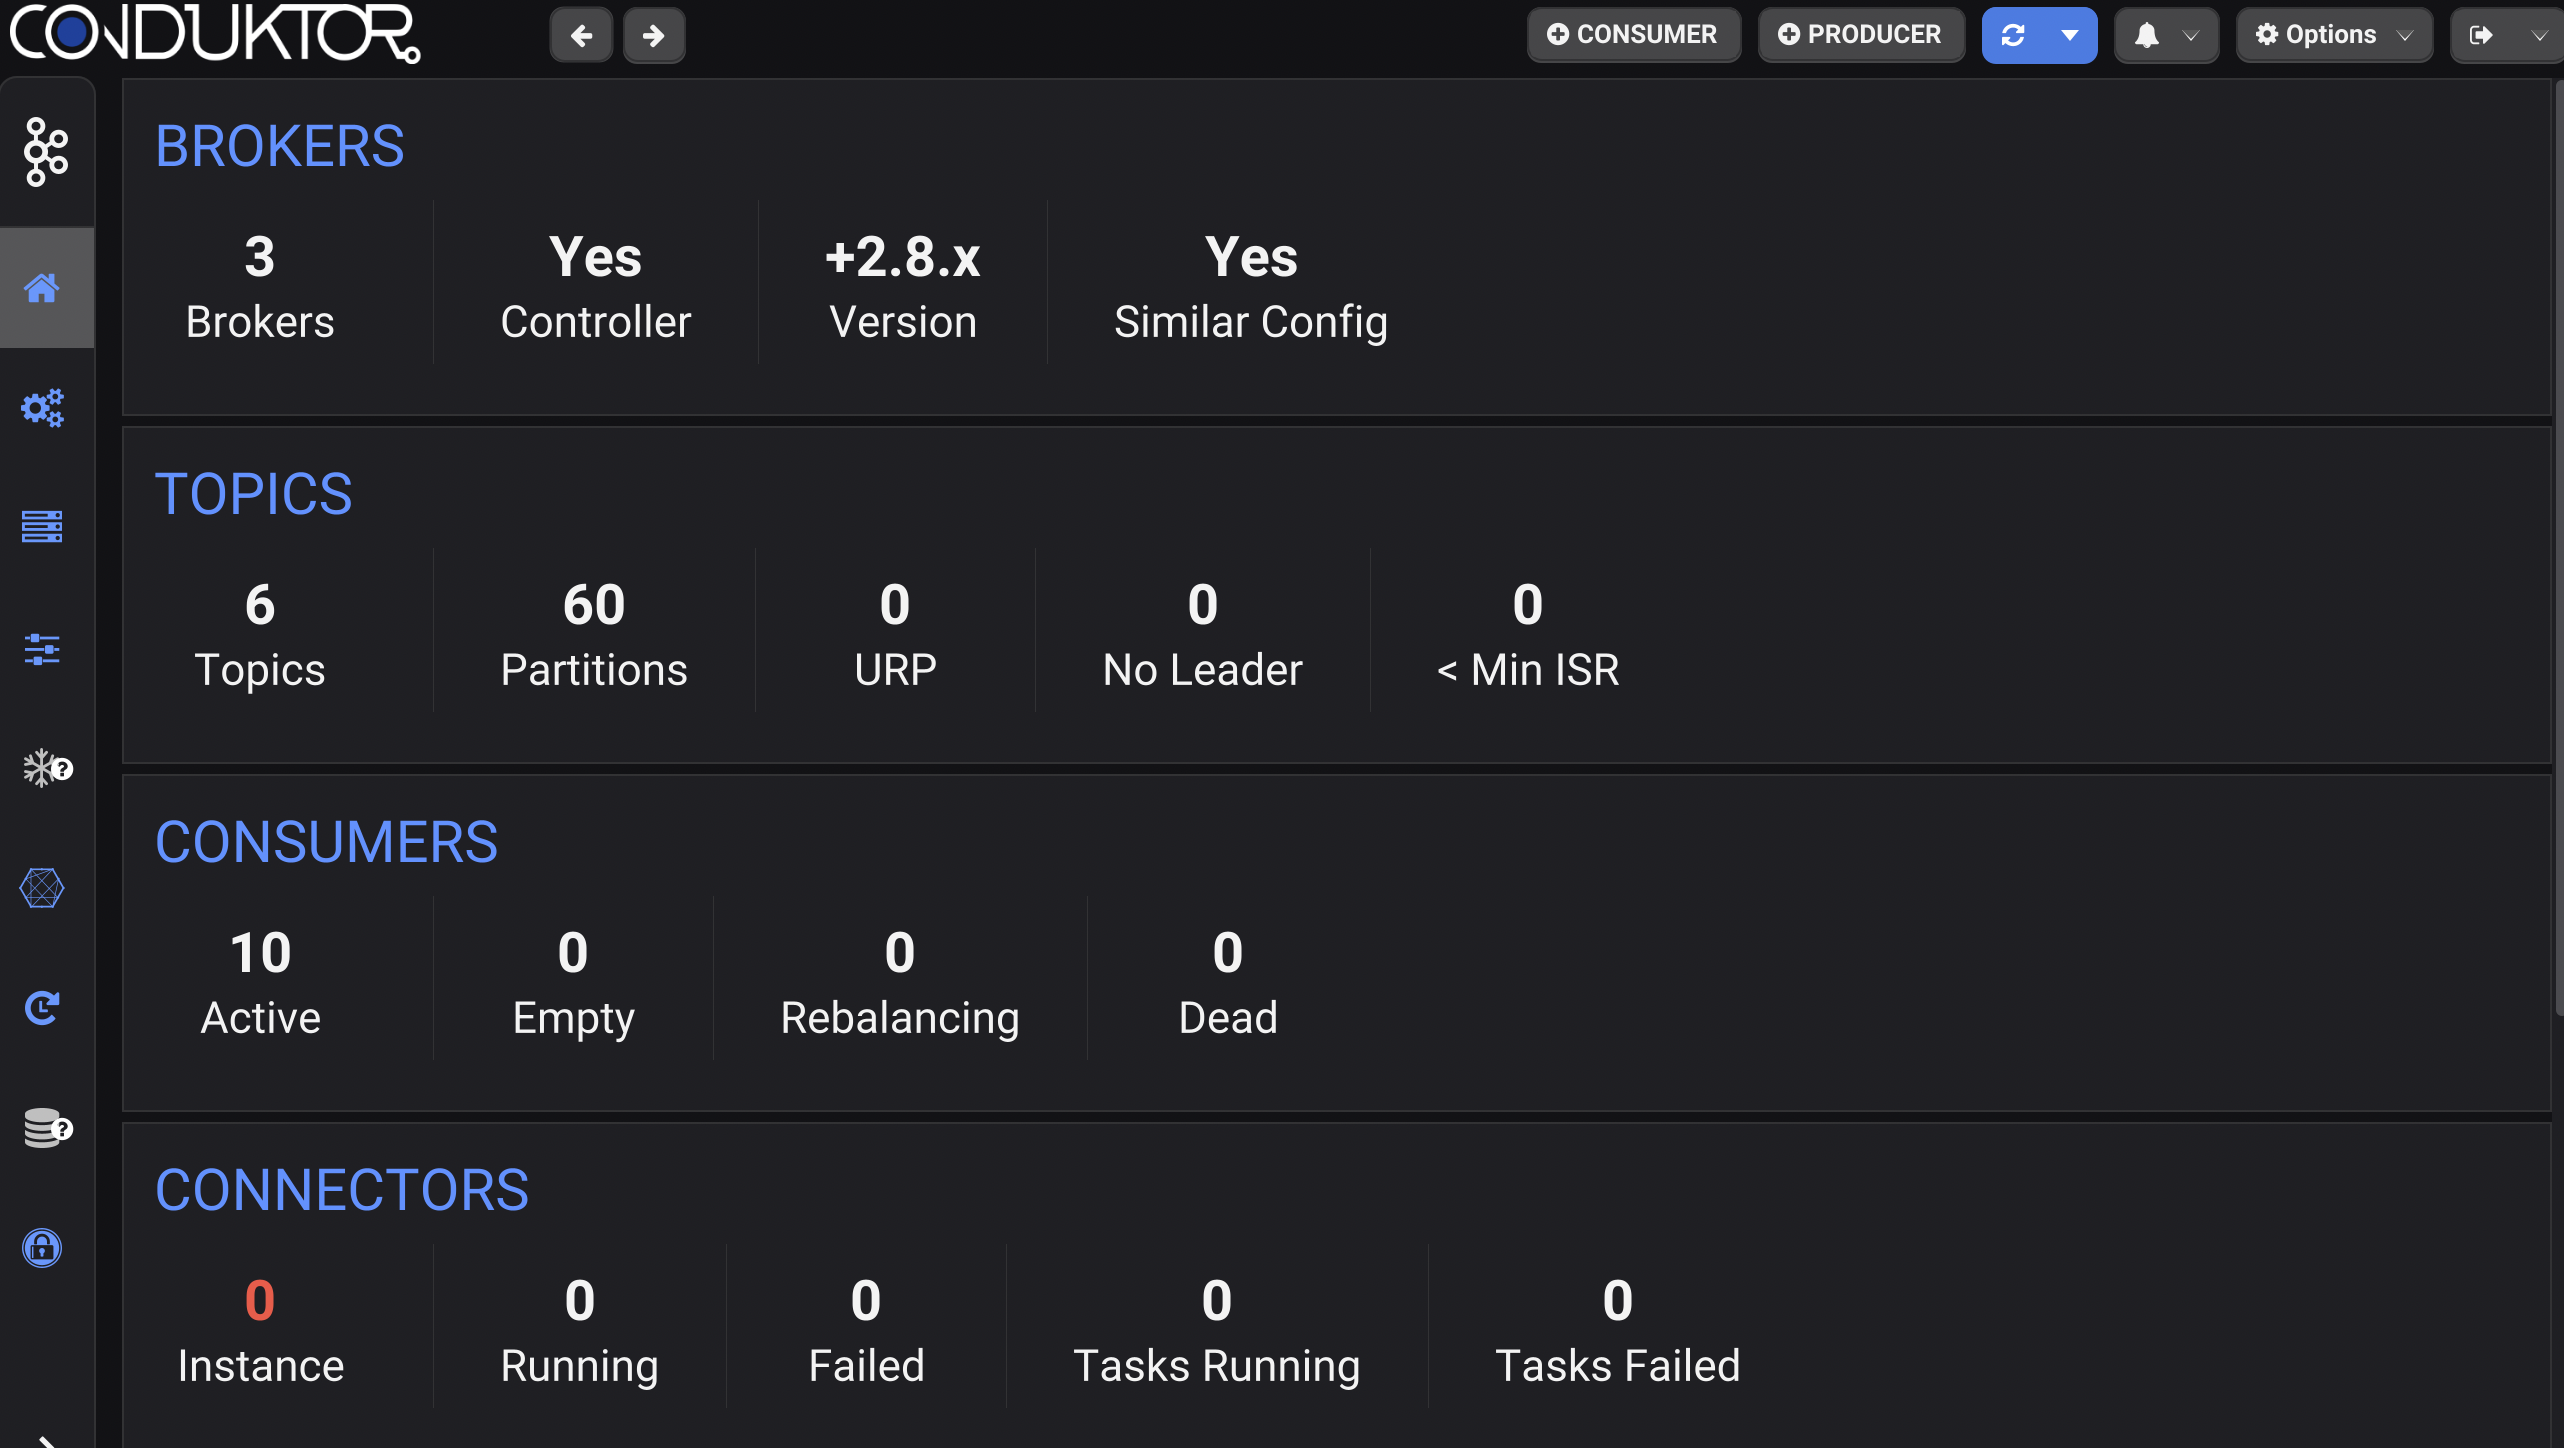 CONDUKTOR
CONSUMER
PRODUCER
Options
BROKERS
3 Yes +2.8.x Yes
Brokers Controller Version Similar Config
TOPICS
6 60 0 0 0
Topics Partitions URP No Leader < Min ISR
CONSUMERS
10 0 0 0
Active Empty Rebalancing Dead
CONNECTORS
0 0 0 0 0
Instance Running Failed Tasks Running Tasks Failed